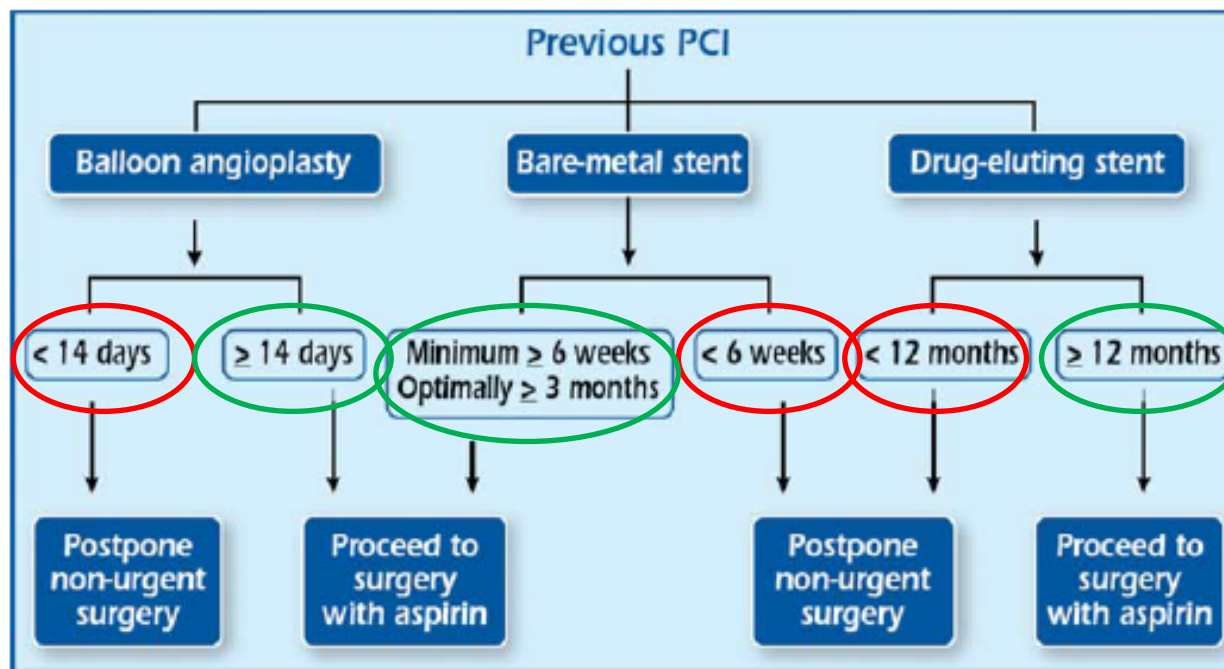 Previous PCI
Balloon angioplasty
Bare-metal stent
Drug-eluting stent
< 14 days
≥ 14 days
Minimum ≥ 6 weeks
Optimally ≥ 3 months
< 6 weeks
< 12 months
≥ 12 months
Postpone
non-urgent
surgery
Proceed to
surgery
with aspirin
Postpone
non-urgent
surgery
Proceed to
surgery
with aspirin